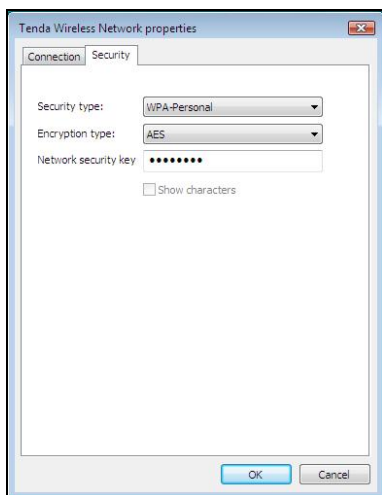 Tenda Wireless Network properties
Connection Security
Security type: WPA-Personal
Encryption type: AES
Network security key ••••••••
Show characters
OK Cancel